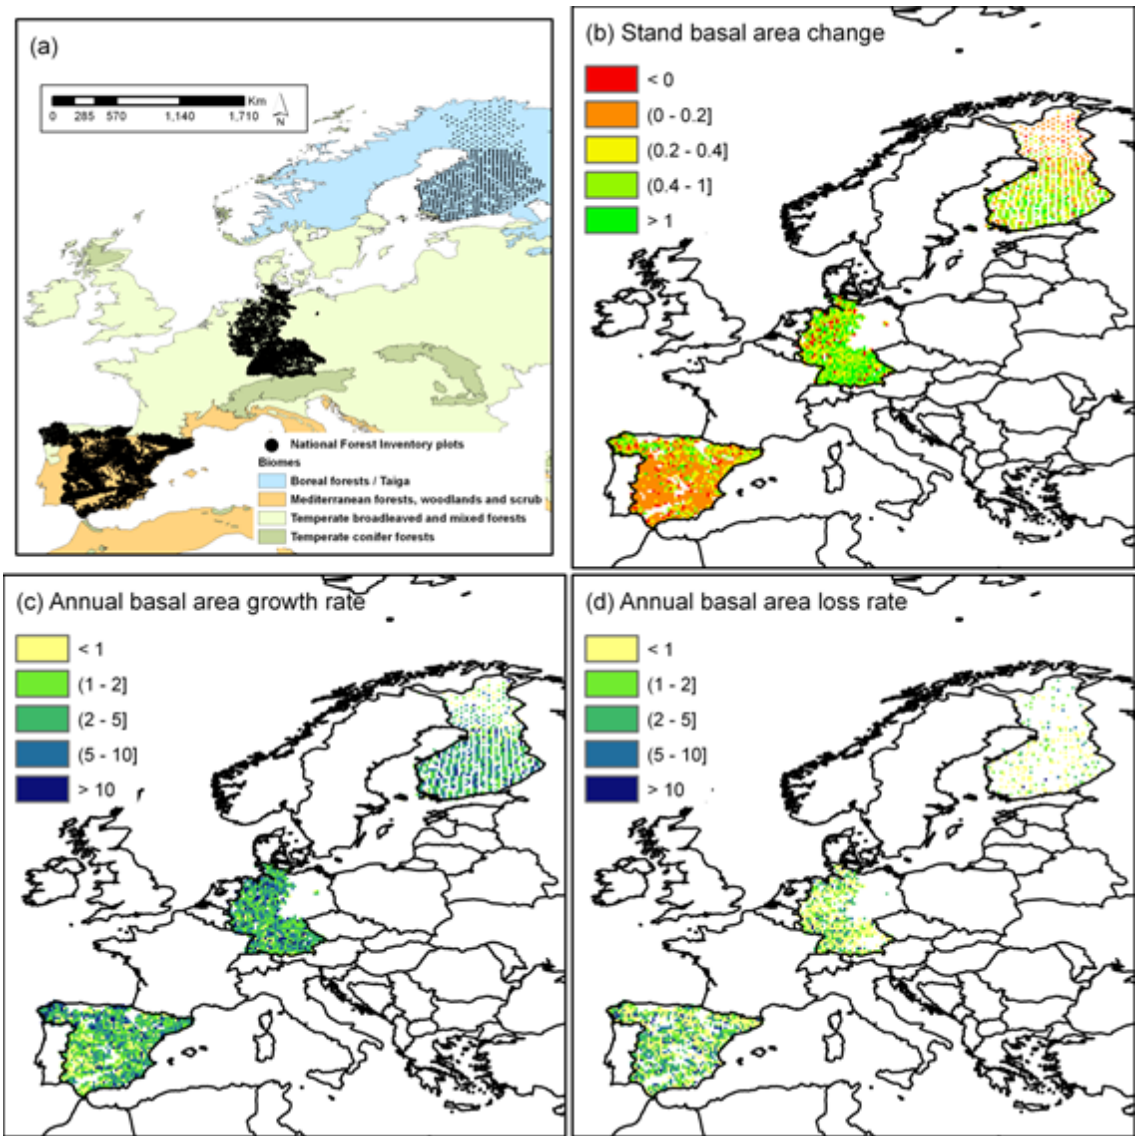 (a)
Km
0 285 570 1,140 1,710
N
National Forest Inventory plots
Biomes
Boreal forests / Taiga
Mediterranean forests, woodlands and scrub
Temperate broadleaved and mixed forests
Temperate conifer forests
(b) Stand basal area change
< 0
(0 - 0.2]
(0.2 - 0.4]
(0.4 - 1]
> 1
(c) Annual basal area growth rate
< 1
(1 - 2]
(2 - 5]
(5 - 10]
> 10
(d) Annual basal area loss rate
< 1
(1 - 2]
(2 - 5]
(5 - 10]
> 10